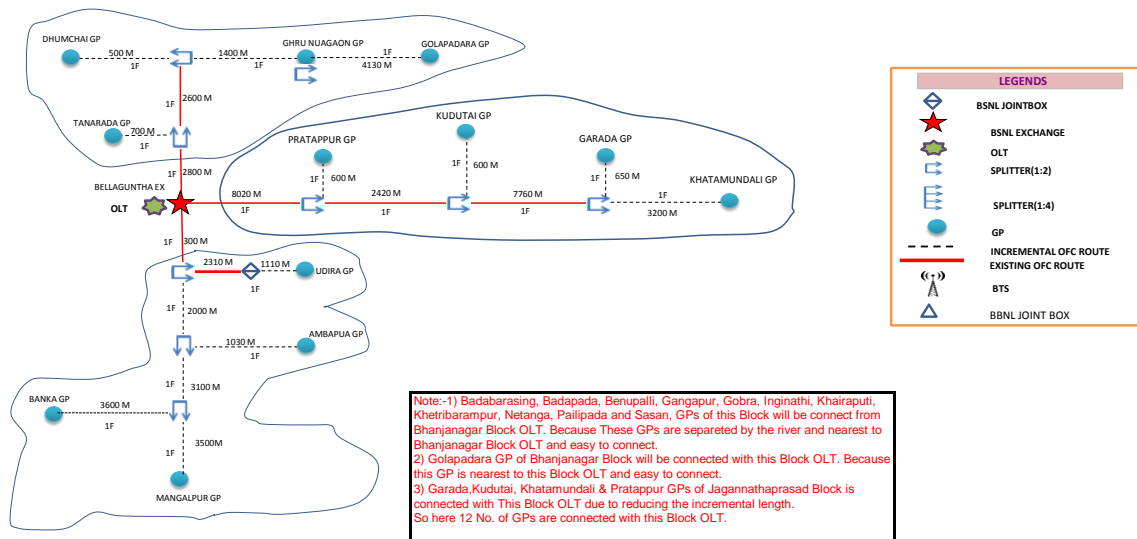 DHUMCHAI GP
500 M
1F
1400 M
1F
GHRU NUAGAON GP
1F
4130 M
GOLAPADARA GP
1F
2600 M
TANARADA GP
700 M
1F
1F
2800 M
BELLAGUNTHA EX
OLT
8020 M
1F
PRATAPPUR GP
1F
600 M
2420 M
1F
KUDUTAI GP
1F
600 M
7760 M
1F
GARADA GP
1F
650 M
1F
3200 M
KHATAMUNDALI GP
1F
300 M
2310 M
1110 M
1F
UDIRA GP
1F
2000 M
1030 M
1F
AMBAPUA GP
1F
3100 M
BANKA GP
3600 M
1F
1F
3500M
MANGALPUR GP
LEGENDS
BSNL JOINTBOX
BSNL EXCHANGE
OLT
SPLITTER(1:2)
SPLITTER(1:4)
GP
INCREMENTAL OFC ROUTE
EXISTING OFC ROUTE
BTS
BBNL JOINT BOX
Note:-1) Badabarasing, Badapada, Benupalli, Gangapur, Gobra, Inginathi, Khairaputi,
Khetribarampur, Netanga, Pailipada and Sasan, GPs of this Block will be connect from
Bhanjanagar Block OLT. Because These GPs are separeted by the river and nearest to
Bhanjanagar Block OLT and easy to connect.
2) Golapadara GP of Bhanjanagar Block will be connected with this Block OLT. Because
this GP is nearest to this Block OLT and easy to connect.
3) Garada,Kudutai, Khatamundali & Pratappur GPs of Jagannathaprasad Block is
connected with This Block OLT due to reducing the incremental length.
So here 12 No. of GPs are connected with this Block OLT.